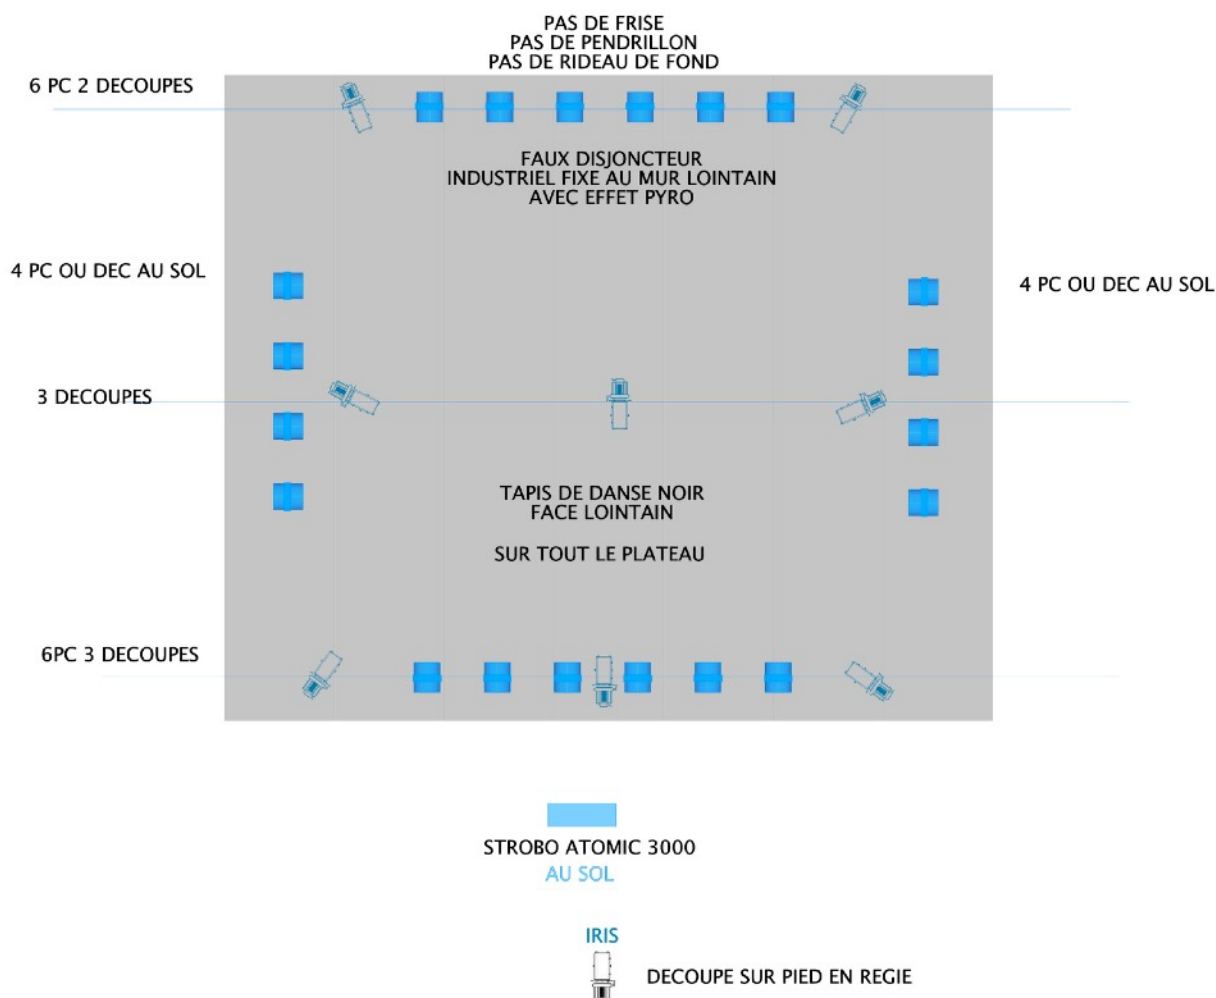 PAS DE FRISE
PAS DE PENDRILLON
PAS DE RIDEAU DE FOND
6 PC 2 DECOUPES
FAUX DISJONCTEUR
INDUSTRIEL FIXE AU MUR LOINTAIN
AVEC EFFET PYRO
4 PC OU DEC AU SOL
4 PC OU DEC AU SOL
3 DECOUPES
TAPIS DE DANSE NOIR
FACE LOINTAIN
SUR TOUT LE PLATEAU
6PC 3 DECOUPES
STROBO ATOMIC 3000
AU SOL
IRIS
DECOUPE SUR PIED EN REGIE